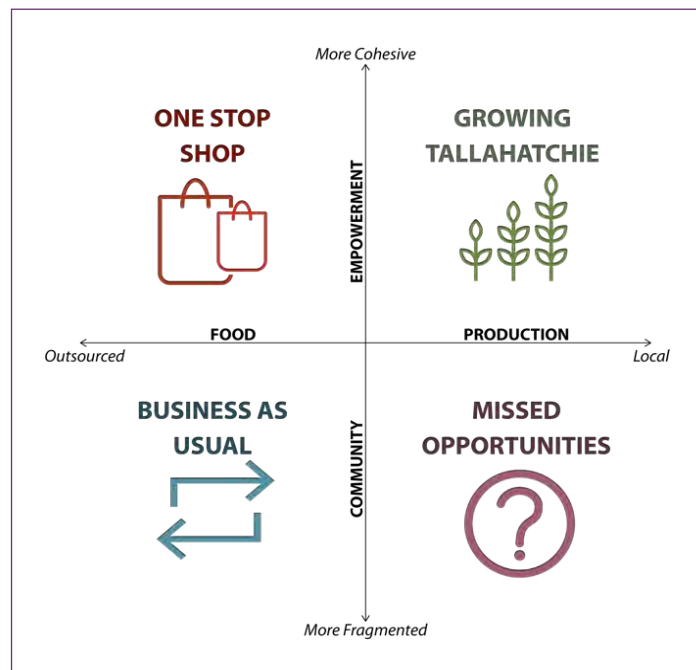 More Cohesive
ONE STOP
SHOP
GROWING
TALLAHATCHIE
EMPOWERMENT
FOOD
PRODUCTION
Outsourced
Local
BUSINESS AS
USUAL
MISSED
OPPORTUNITIES
COMMUNITY
?
More Fragmented